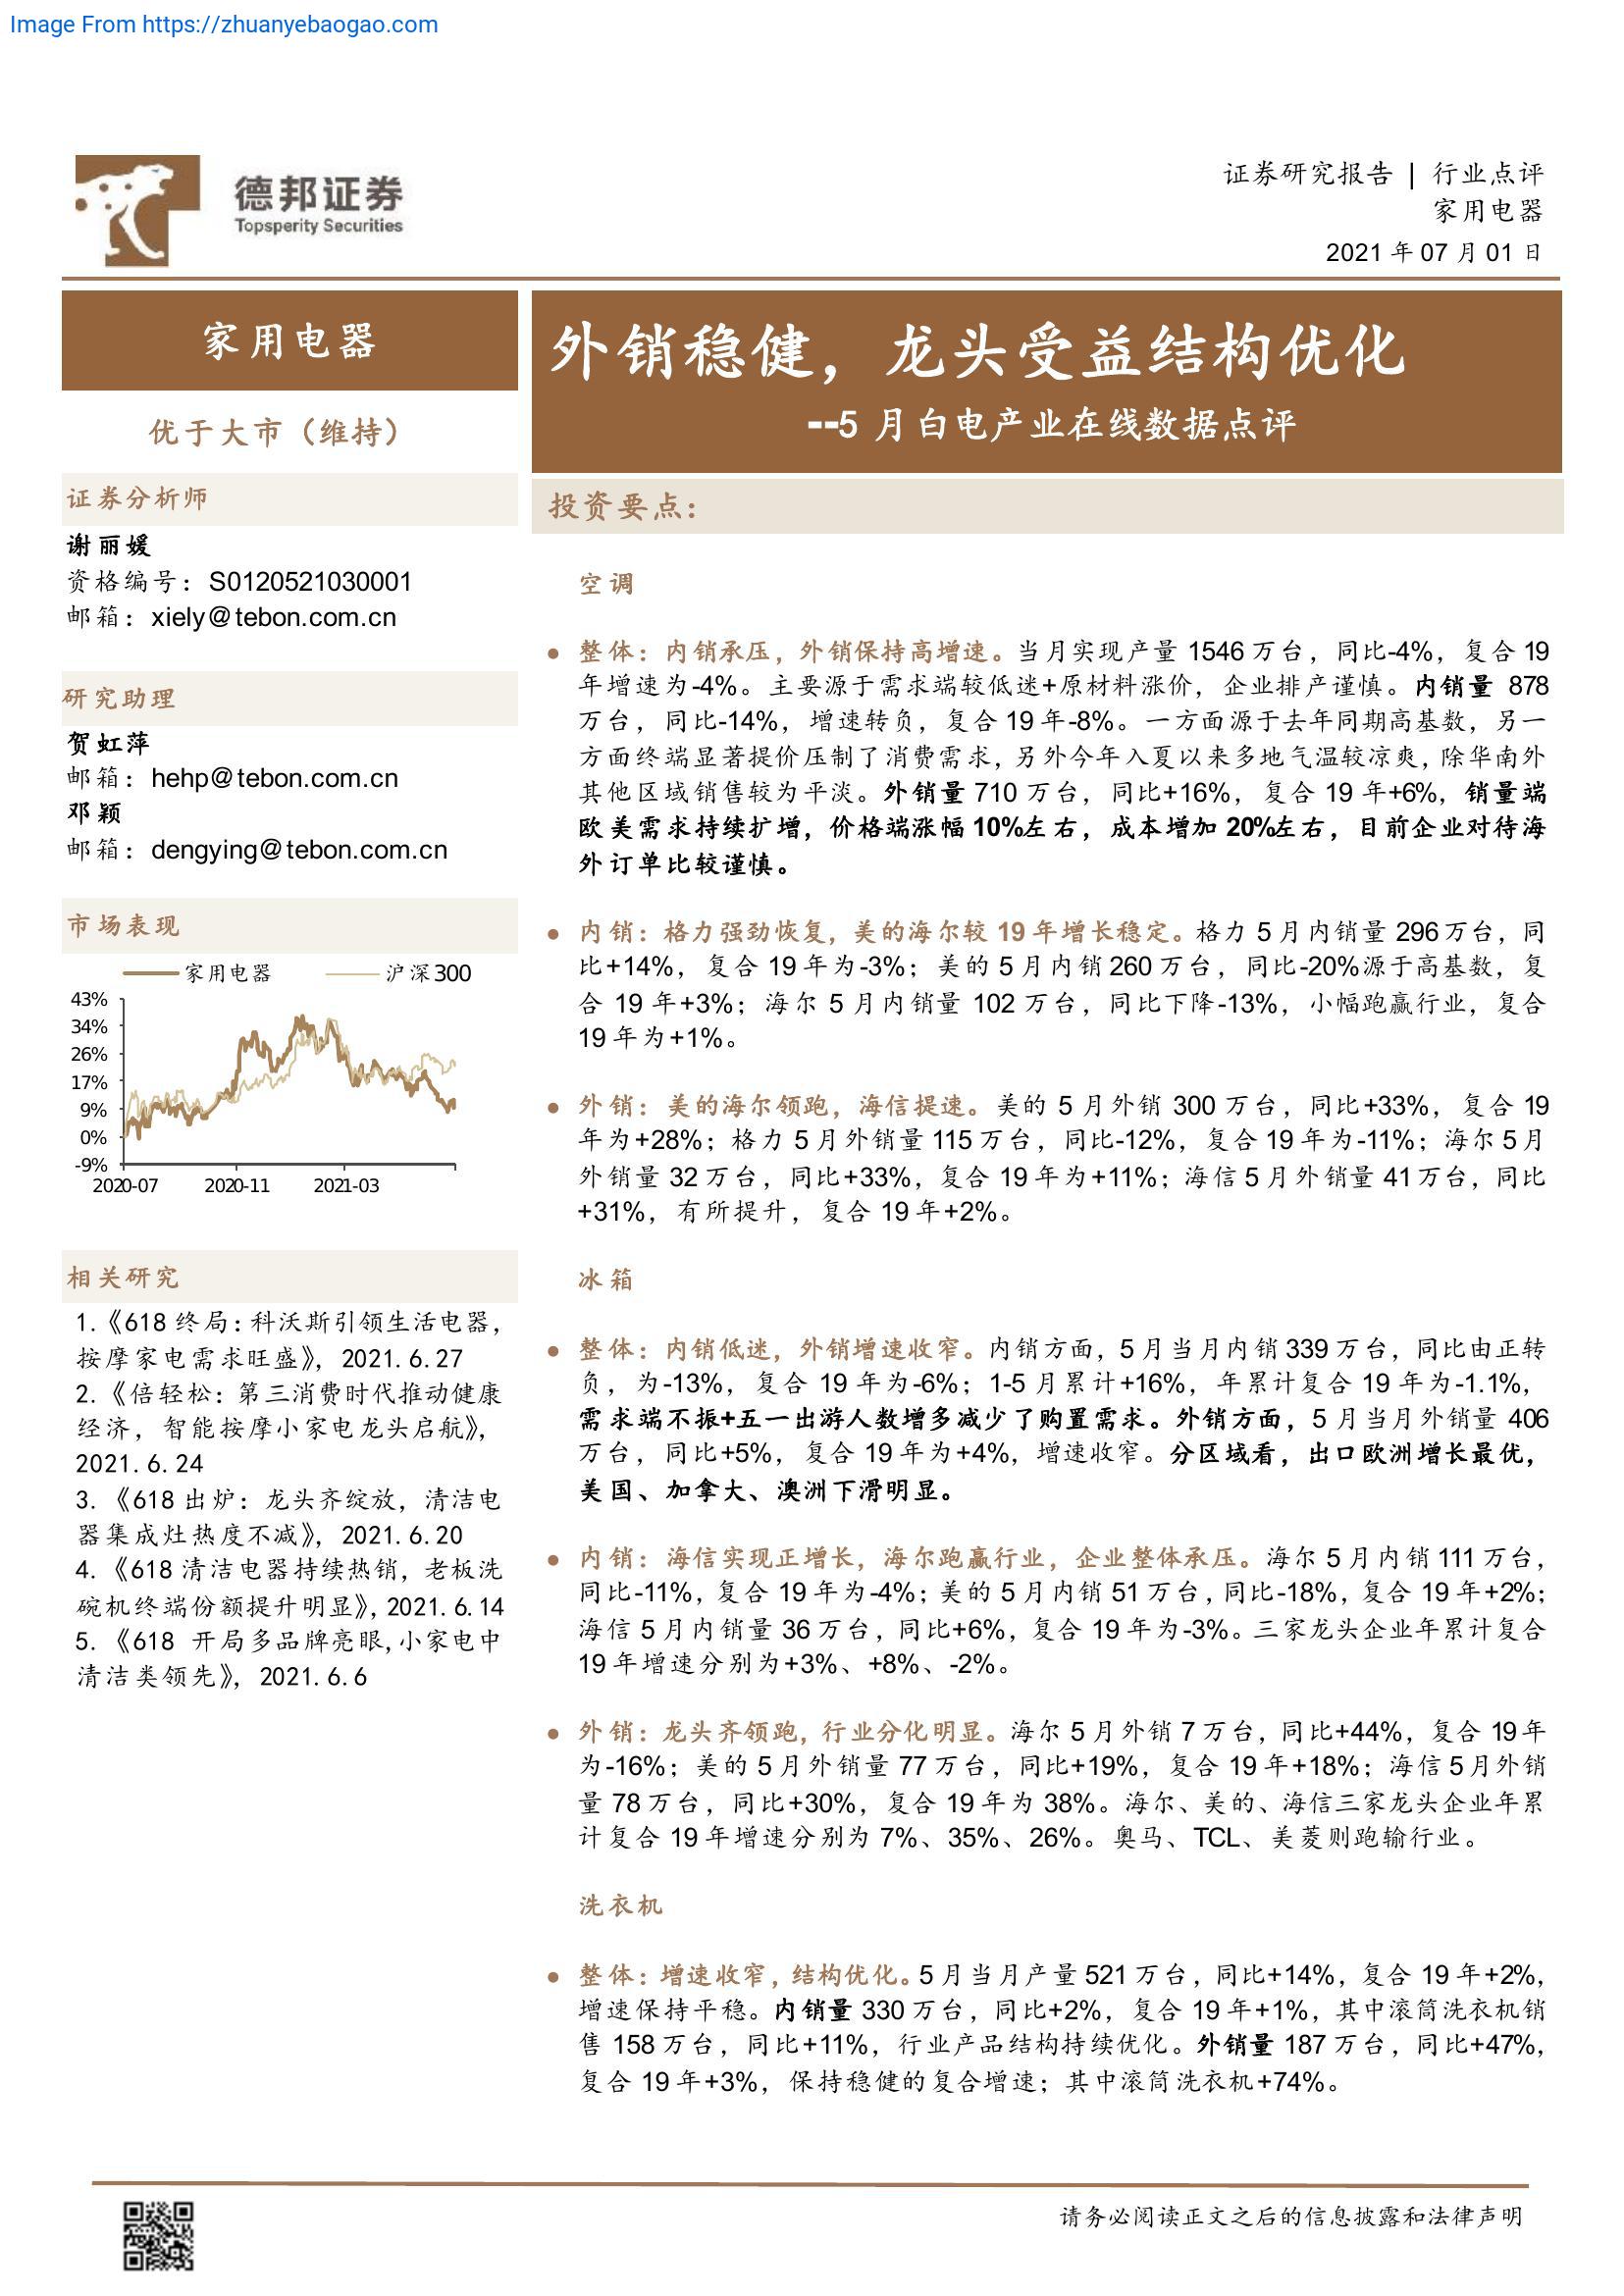 Image From https://zhuanyebaogao.com
德邦证券
Topsperity Securities
证券研究报告 | 行业点评
家用电器
2021 年 07 月 01 日
家用电器
优于大市（维持）
证券分析师
谢丽媛
资格编号：S0120521030001
邮箱：xiely@tebon.com.cn
研究助理
贺虹萍
邮箱：hehp@tebon.com.cn
邓颖
邮箱：dengying@tebon.com.cn
市场表现
家用电器 沪深300
43%
34%
26%
17%
9%
0%
-9%
2020-07 2020-11 2021-03
相关研究
1.《618 终局：科沃斯引领生活电器，
按摩家电需求旺盛》，2021.6.27
2.《倍轻松：第三消费时代推动健康
经济，智能按摩小家电龙头启航》，
2021.6.24
3.《618 出炉：龙头齐绽放，清洁电
器集成灶热度不减》，2021.6.20
4.《618 清洁电器持续热销，老板洗
碗机终端份额提升明显》，2021.6.14
5.《618 开局多品牌亮眼,小家电中
清洁类领先》，2021.6.6
外销稳健，龙头受益结构优化
--5 月白电产业在线数据点评
投资要点：
空调
● 整体：内销承压，外销保持高增速。当月实现产量 1546 万台，同比-4%，复合 19
年增速为-4%。主要源于需求端较低迷+原材料涨价，企业排产谨慎。内销量 878
万台，同比-14%，增速转负，复合 19 年-8%。一方面源于去年同期高基数，另一
方面终端显著提价压制了消费需求，另外今年入夏以来多地气温较凉爽，除华南外
其他区域销售较为平淡。外销量 710 万台，同比+16%，复合 19 年+6%，销量端
欧美需求持续扩增，价格端涨幅 10%左右，成本增加 20%左右，目前企业对待海
外订单比较谨慎。
● 内销：格力强劲恢复，美的海尔较 19 年增长稳定。格力 5 月内销量 296 万台，同
比+14%，复合 19 年为-3%；美的 5 月内销 260 万台，同比-20%源于高基数，复
合 19 年+3%；海尔 5 月内销量 102 万台，同比下降-13%，小幅跑赢行业，复合
19 年为+1%。
● 外销：美的海尔领跑，海信提速。美的 5 月外销 300 万台，同比+33%，复合 19
年为+28%；格力 5 月外销量 115 万台，同比-12%，复合 19 年为-11%；海尔 5 月
外销量 32 万台，同比+33%，复合 19 年为+11%；海信 5 月外销量 41 万台，同比
+31%，有所提升，复合 19 年+2%。
冰箱
● 整体：内销低迷，外销增速收窄。内销方面，5 月当月内销 339 万台，同比由正转
负，为-13%，复合 19 年为-6%；1-5 月累计+16%，年累计复合 19 年为-1.1%，
需求端不振+五一出游人数增多减少了购置需求。外销方面，5 月当月外销量 406
万台，同比+5%，复合 19 年为+4%，增速收窄。分区域看，出口欧洲增长最优，
美国、加拿大、澳洲下滑明显。
● 内销：海信实现正增长，海尔跑赢行业，企业整体承压。海尔 5 月内销 111 万台，
同比-11%，复合 19 年为-4%；美的 5 月内销 51 万台，同比-18%，复合 19 年+2%；
海信 5 月内销量 36 万台，同比+6%，复合 19 年为-3%。三家龙头企业年累计复合
19 年增速分别为+3%、+8%、-2%。
● 外销：龙头齐领跑，行业分化明显。海尔 5 月外销 7 万台，同比+44%，复合 19 年
为-16%；美的 5 月外销量 77 万台，同比+19%，复合 19 年+18%；海信 5 月外销
量 78 万台，同比+30%，复合 19 年为 38%。海尔、美的、海信三家龙头企业年累
计复合 19 年增速分别为 7%、35%、26%。奥马、TCL、美菱则跑输行业。
洗衣机
● 整体：增速收窄，结构优化。5 月当月产量 521 万台，同比+14%，复合 19 年+2%，
增速保持平稳。内销量 330 万台，同比+2%，复合 19 年+1%，其中滚筒洗衣机销
售 158 万台，同比+11%，行业产品结构持续优化。外销量 187 万台，同比+47%，
复合 19 年+3%，保持稳健的复合增速；其中滚筒洗衣机+74%。
请务必阅读正文之后的信息披露和法律声明